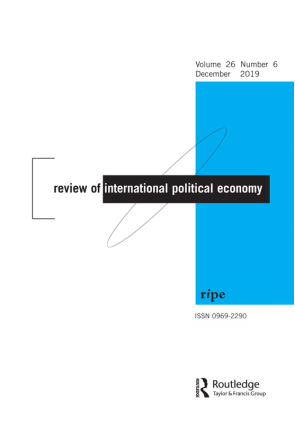 Volume 26 Number 6
December 2019
review of international political economy
ripe
ISSN 0969-2290
Routledge
Taylor & Francis Group